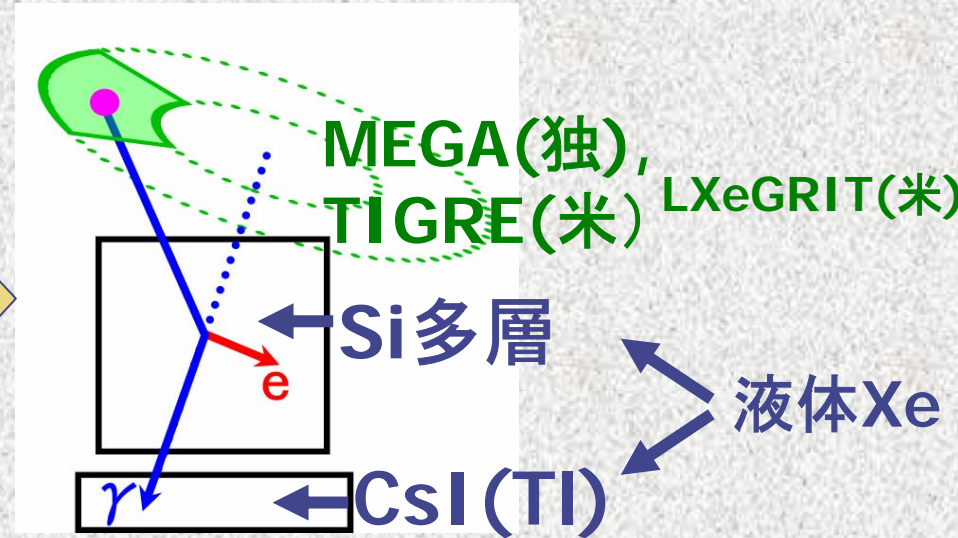 MEGA(独),
TIGRE(米)
LXeGRIT(米)
Si多層
e
液体Xe
γ
CsI(Tl)